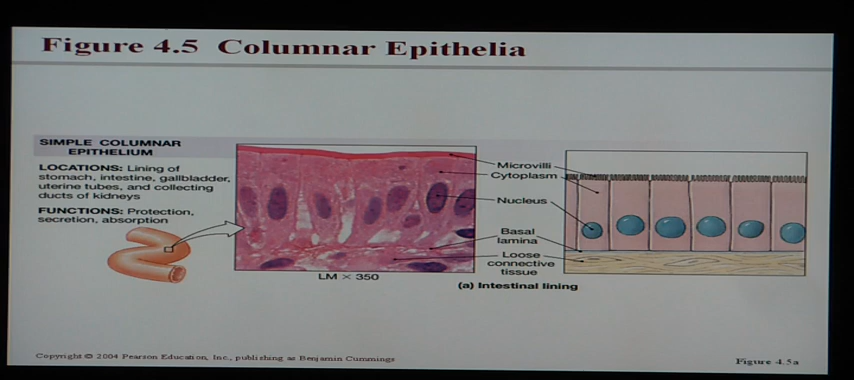 Figure 4.5 Columnar Epithelia
SIMPLE COLUMNAR
EPITHELIUM
LOCATIONS: Lining of
stomach, intestine, gallbladder,
uterine tubes, and collecting
ducts of kidneys
FUNCTIONS: Protection,
secretion, absorption
Microvilli
Cytoplasm
Nucleus
Basal
lamina
Loose
connective
tissue
LM × 350
(a) Intestinal lining
Copyright © 2004 Pearson Education, Inc., publishing as Benjamin Cummings
Figure 4.5a